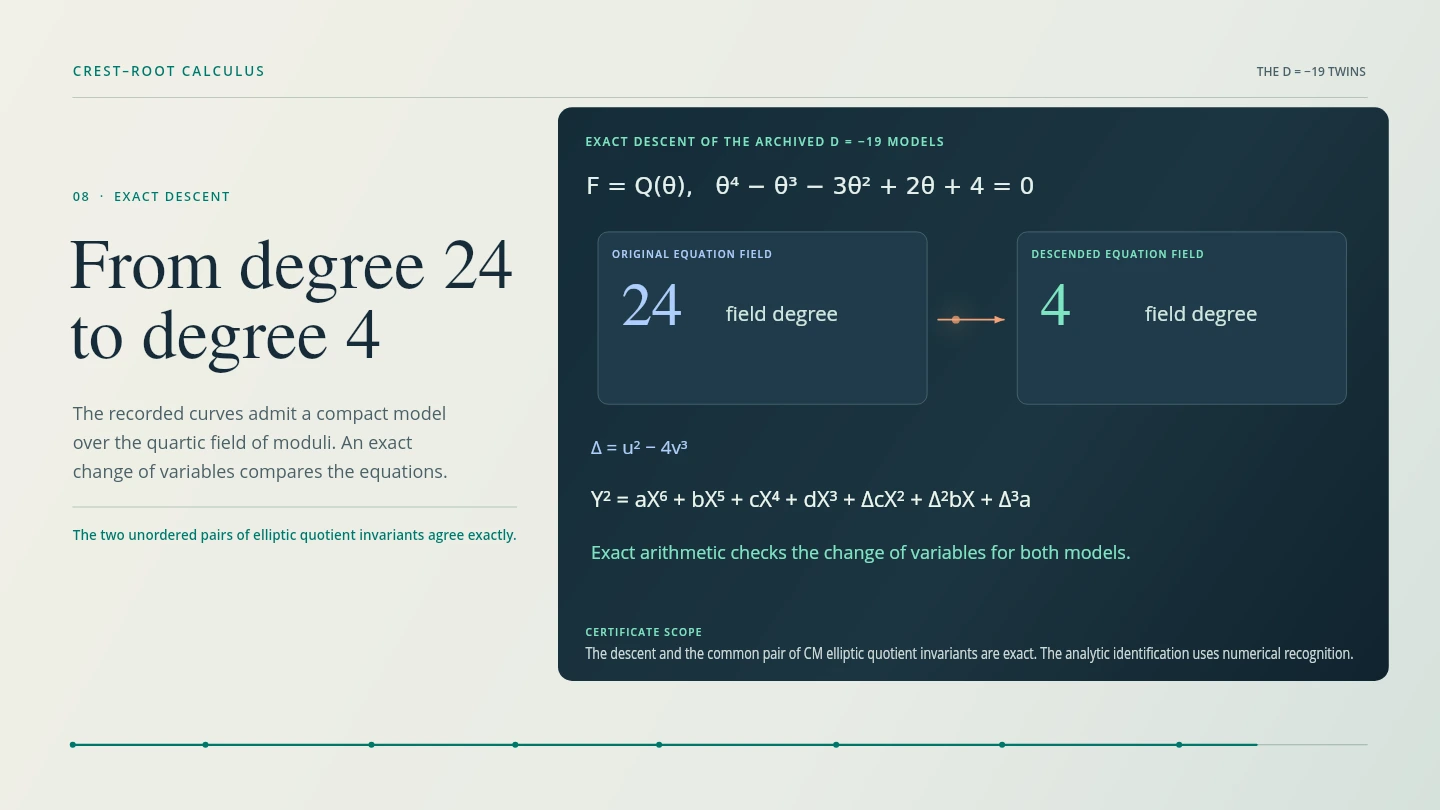 CREST–ROOT CALCULUS
THE D = −19 TWINS
08 · EXACT DESCENT
From degree 24
to degree 4
The recorded curves admit a compact model
over the quartic field of moduli. An exact
change of variables compares the equations.
The two unordered pairs of elliptic quotient invariants agree exactly.
EXACT DESCENT OF THE ARCHIVED D = −19 MODELS
F = Q(θ), θ⁴ − θ³ − 3θ² + 2θ + 4 = 0
ORIGINAL EQUATION FIELD
24 field degree
DESCENDED EQUATION FIELD
4 field degree
Δ = u² − 4v³
Y² = aX⁶ + bX⁵ + cX⁴ + dX³ + ΔcX² + Δ²bX + Δ³a
Exact arithmetic checks the change of variables for both models.
CERTIFICATE SCOPE
The descent and the common pair of CM elliptic quotient invariants are exact. The analytic identification uses numerical recognition.